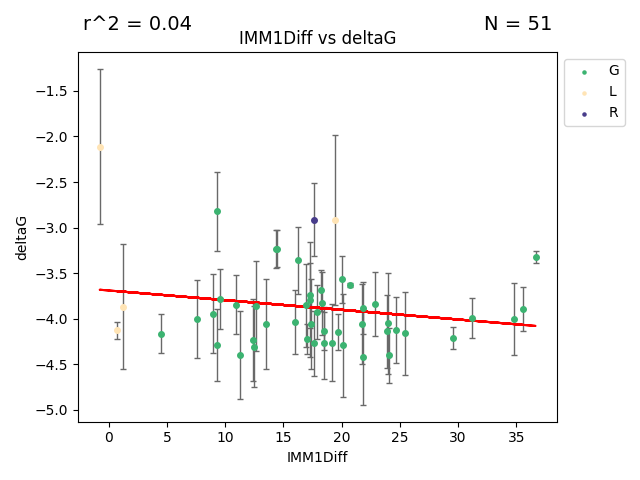 r^2 = 0.04
N = 51
IMM1Diff vs deltaG
G
L
R
−1.5
−2.0
−2.5
−3.0
−3.5
−4.0
−4.5
−5.0
deltaG
0 5 10 15 20 25 30 35
IMM1Diff